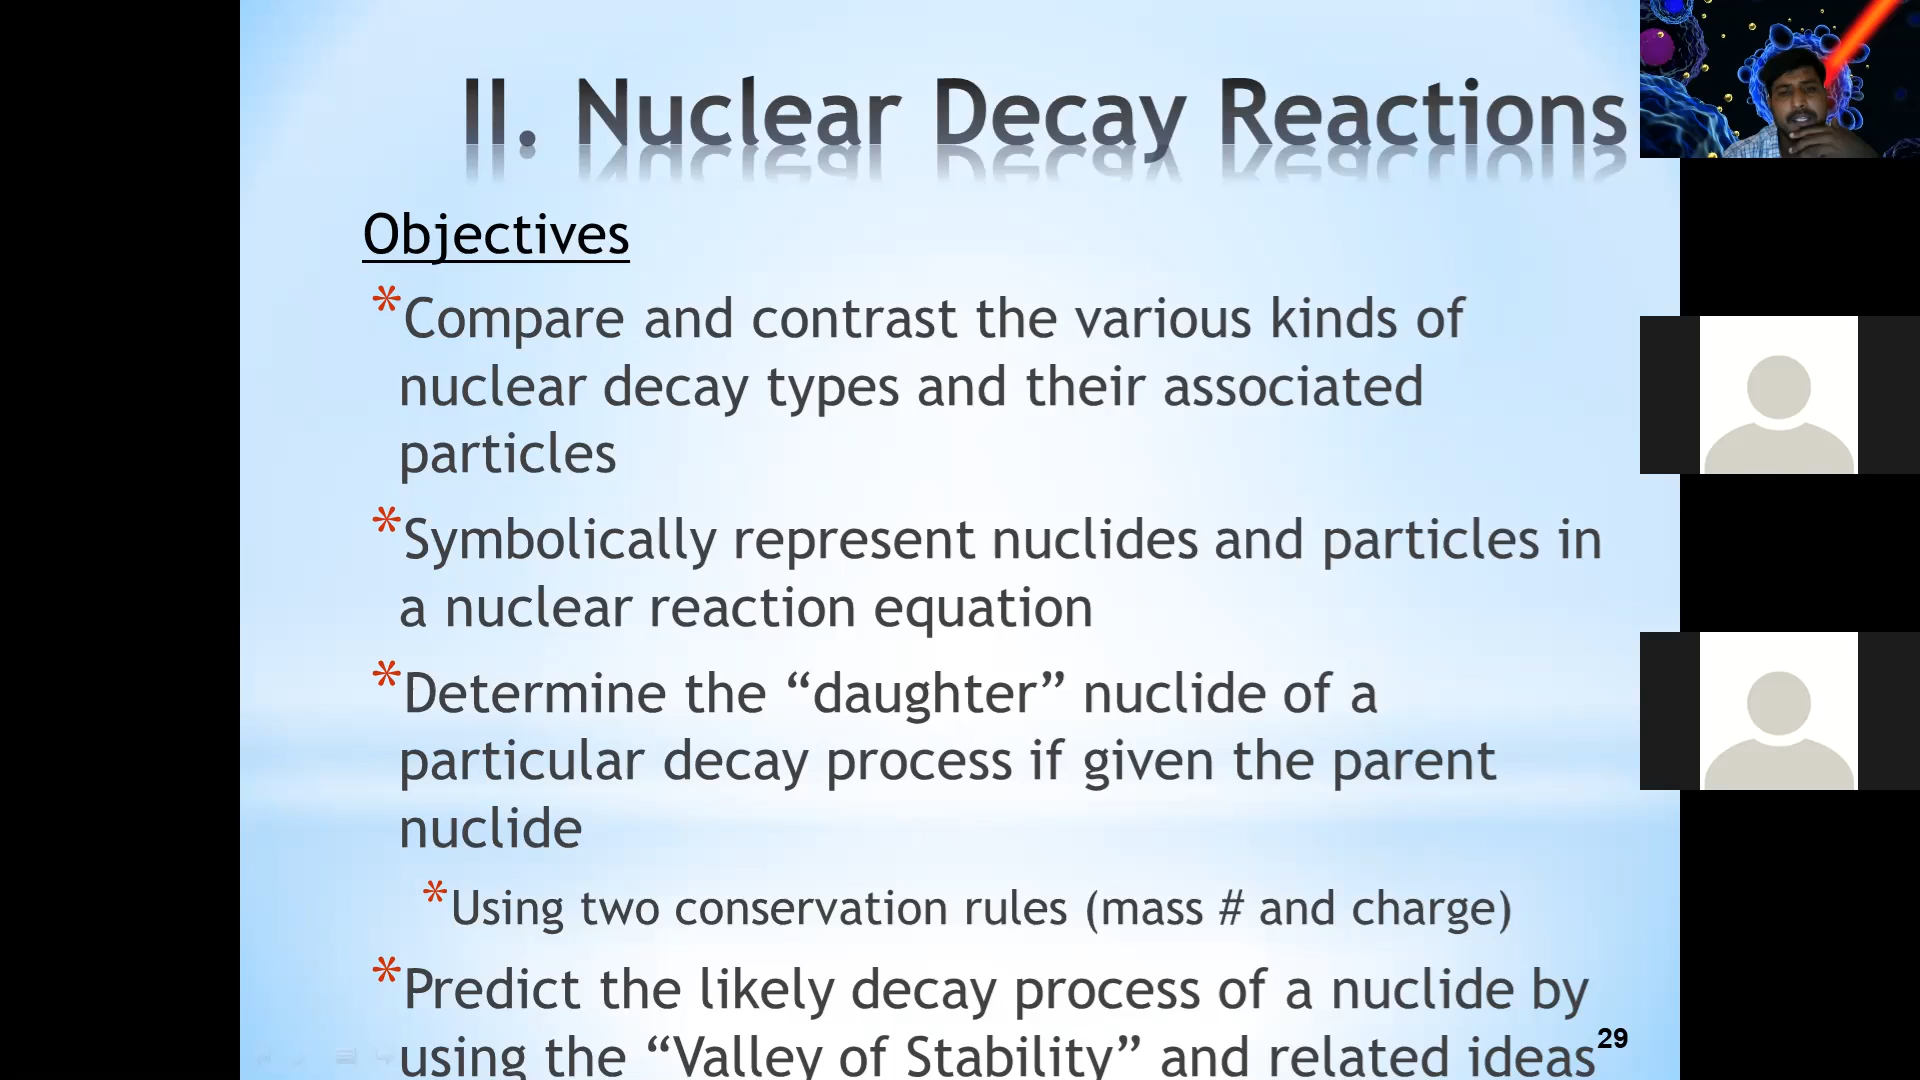 II. Nuclear Decay Reactions
Objectives
*Compare and contrast the various kinds of
nuclear decay types and their associated
particles
*Symbolically represent nuclides and particles in
a nuclear reaction equation
*Determine the “daughter” nuclide of a
particular decay process if given the parent
nuclide
*Using two conservation rules (mass # and charge)
*Predict the likely decay process of a nuclide by
using the “Valley of Stability” and related ideas
29